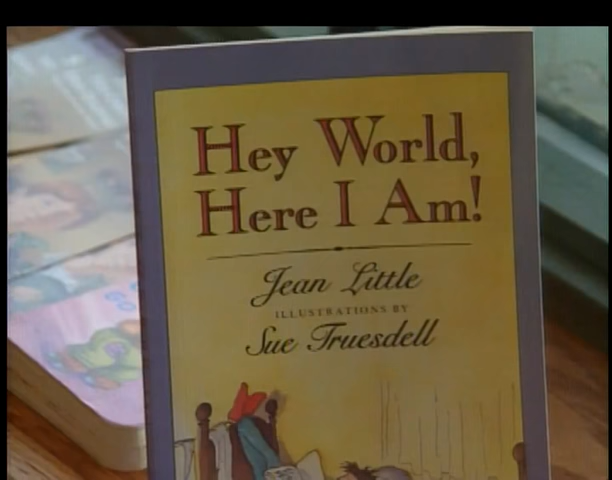 Hey World,
Here I Am!
Jean Little
ILLUSTRATIONS BY
Sue Truesdell